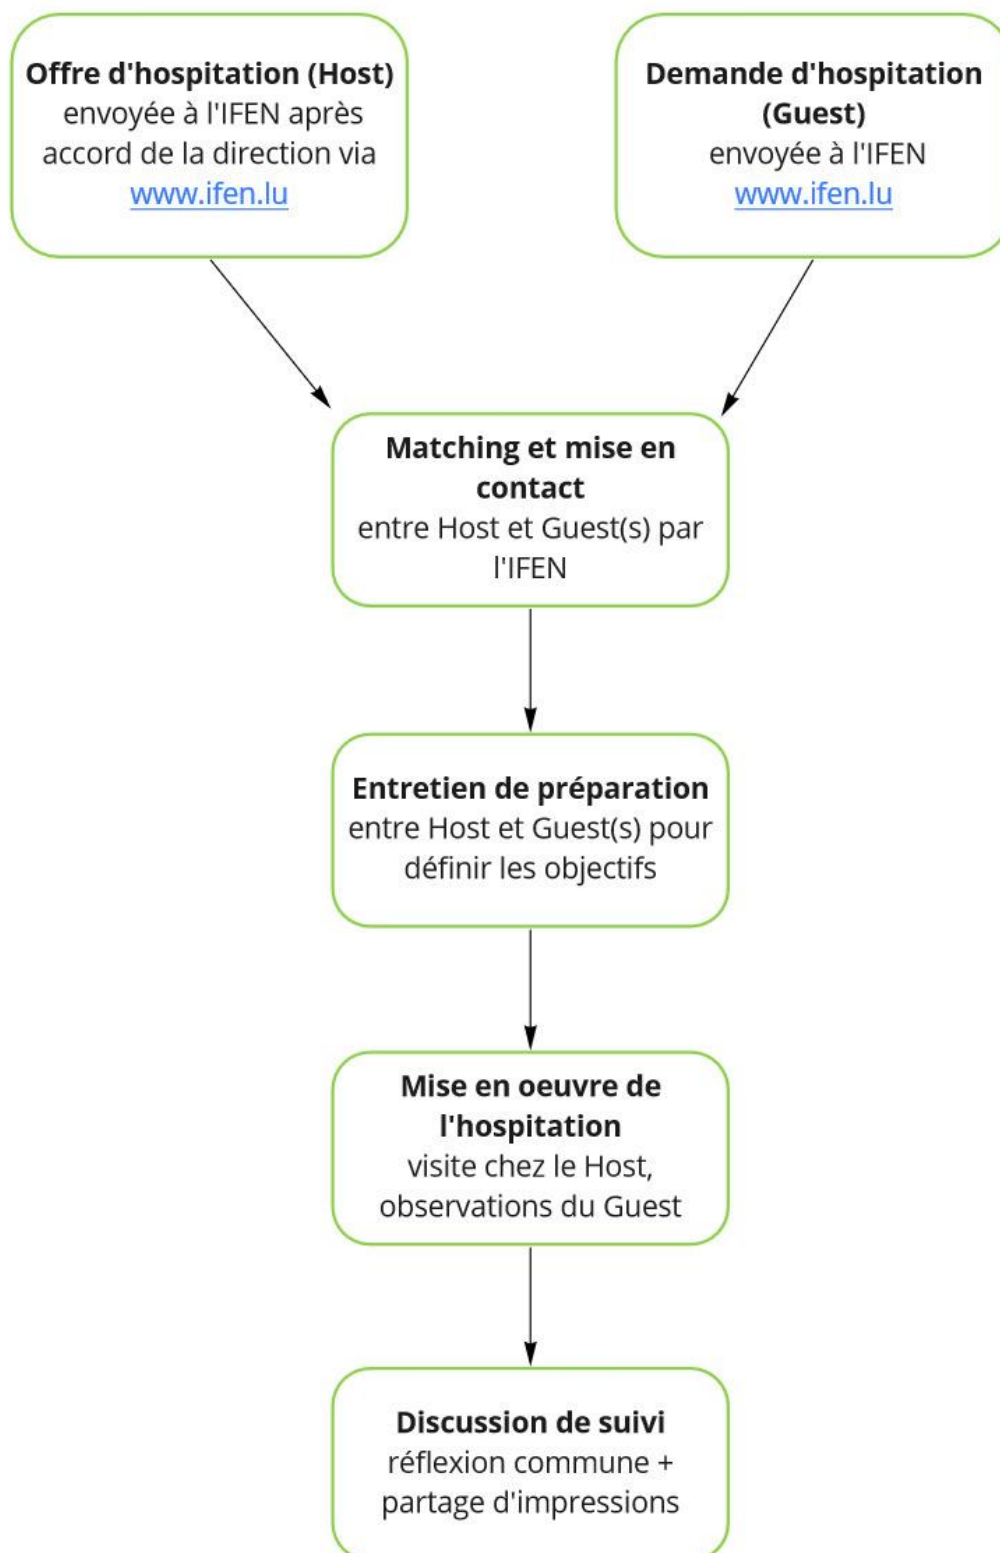 Offre d'hospitation (Host)
envoyée à l'IFEN après
accord de la direction via
www.ifen.lu
Demande d'hospitation
(Guest)
envoyée à l'IFEN
www.ifen.lu
Matching et mise en
contact
entre Host et Guest(s) par
l'IFEN
Entretien de préparation
entre Host et Guest(s) pour
définir les objectifs
Mise en oeuvre de
l'hospitation
visite chez le Host,
observations du Guest
Discussion de suivi
réflexion commune +
partage d'impressions